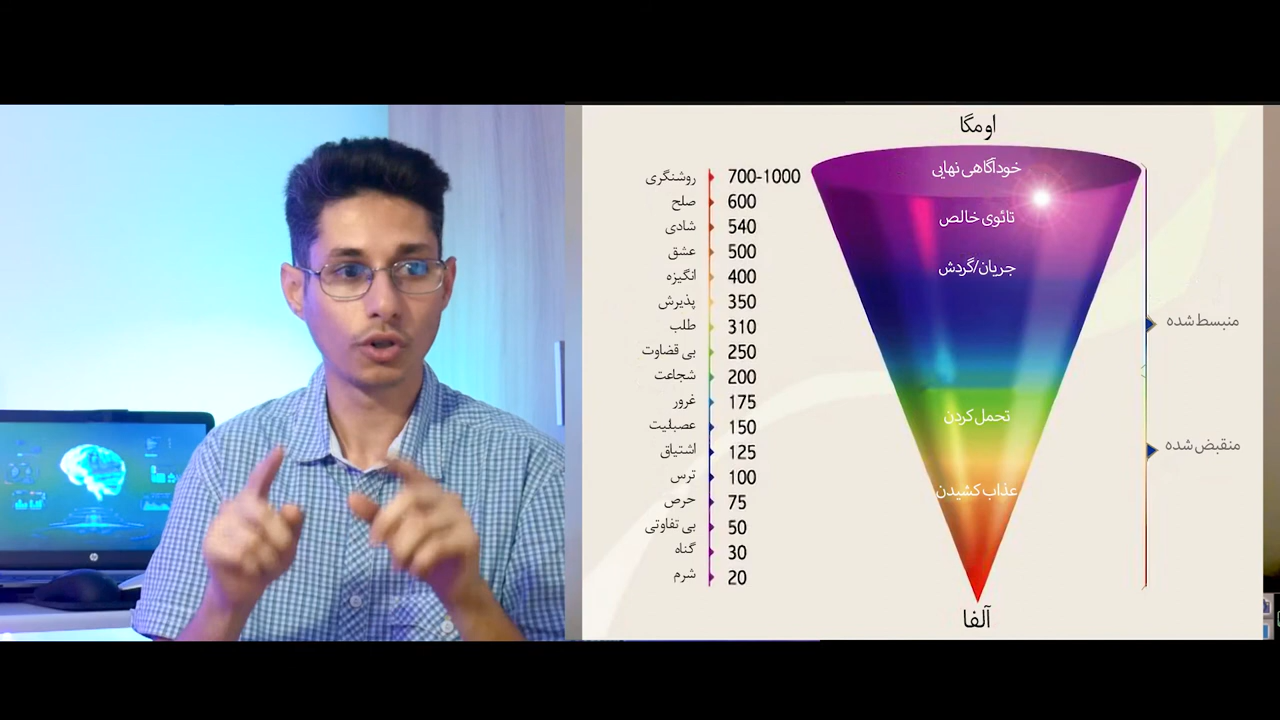 اومگا
روشنگری 700-1000
صلح 600
شادی 540
عشق 500
انگیزه 400
پذیرش 350
طلب 310
بی قضاوت 250
شجاعت 200
غرور 175
عصبانیت 150
اشتیاق 125
ترس 100
حرص 75
بی تفاوتی 50
گناه 30
شرم 20
خودآگاهی نهایی
تائوی خالص
جریان/گردش
تحمل کردن
عذاب کشیدن
منبسط شده
منقبض شده
آلفا
hp